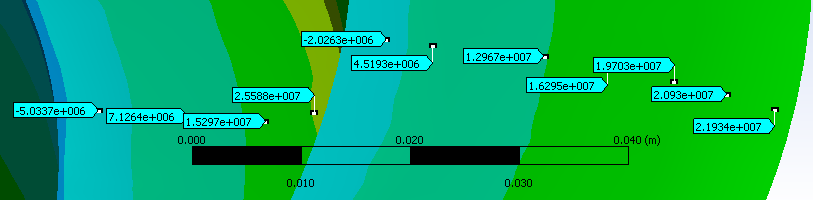 -2.0263e+006
4.5193e+006
1.2967e+007
1.9703e+007
1.6295e+007
2.093e+007
2.5588e+007
-5.0337e+006
7.1264e+006
1.5297e+007
2.1934e+007
0.000 0.020 0.040 (m)
0.010 0.030